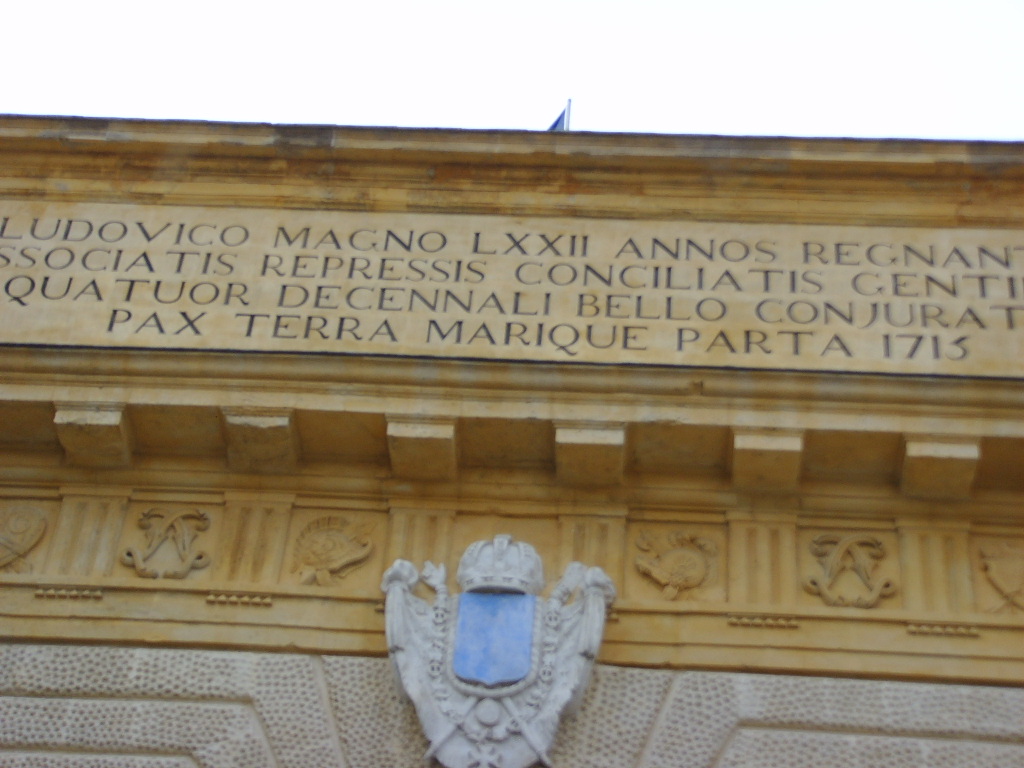 LUDOVICO MAGNO LXXII ANNOS REGNANT
SSOCIATIS REPRESSIS CONCILIATIS GENTI
QUATUOR DECENNALI BELLO CONJURAT
PAX TERRA MARIQUE PARTA 1715